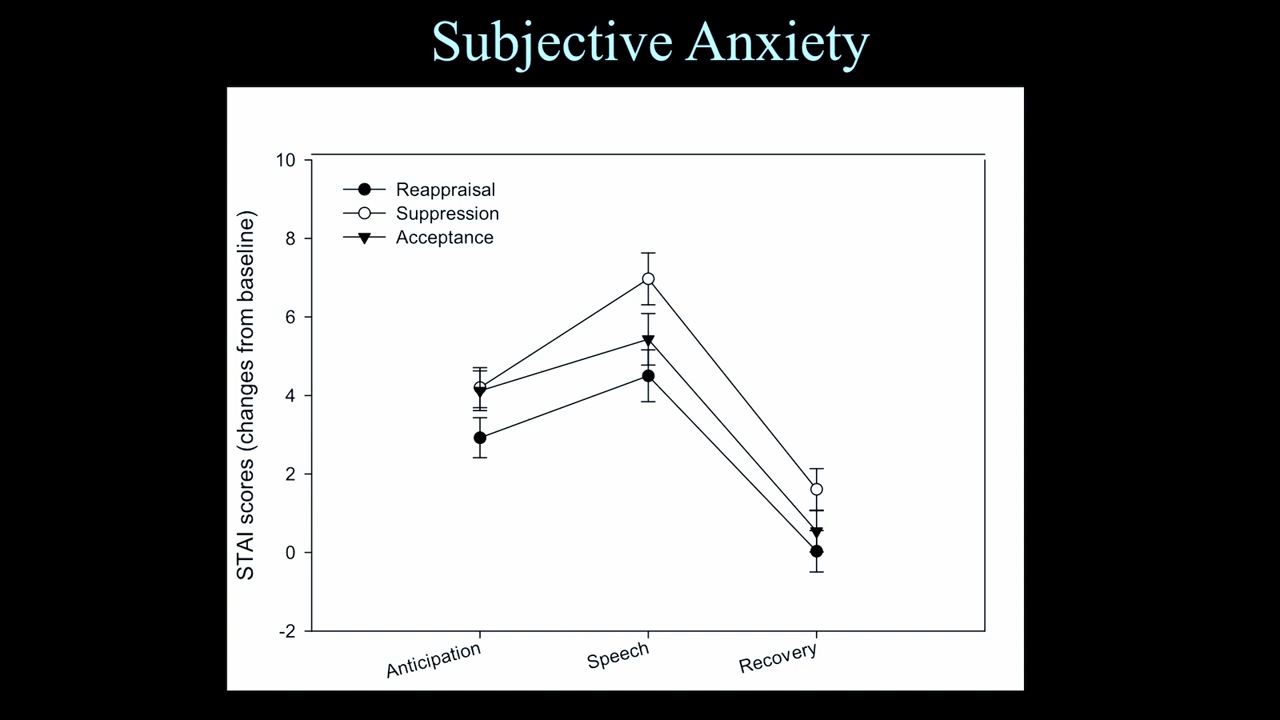 Subjective Anxiety
10
8
6
4
2
0
-2
STAI scores (changes from baseline)
Reappraisal
Suppression
Acceptance
Anticipation
Speech
Recovery